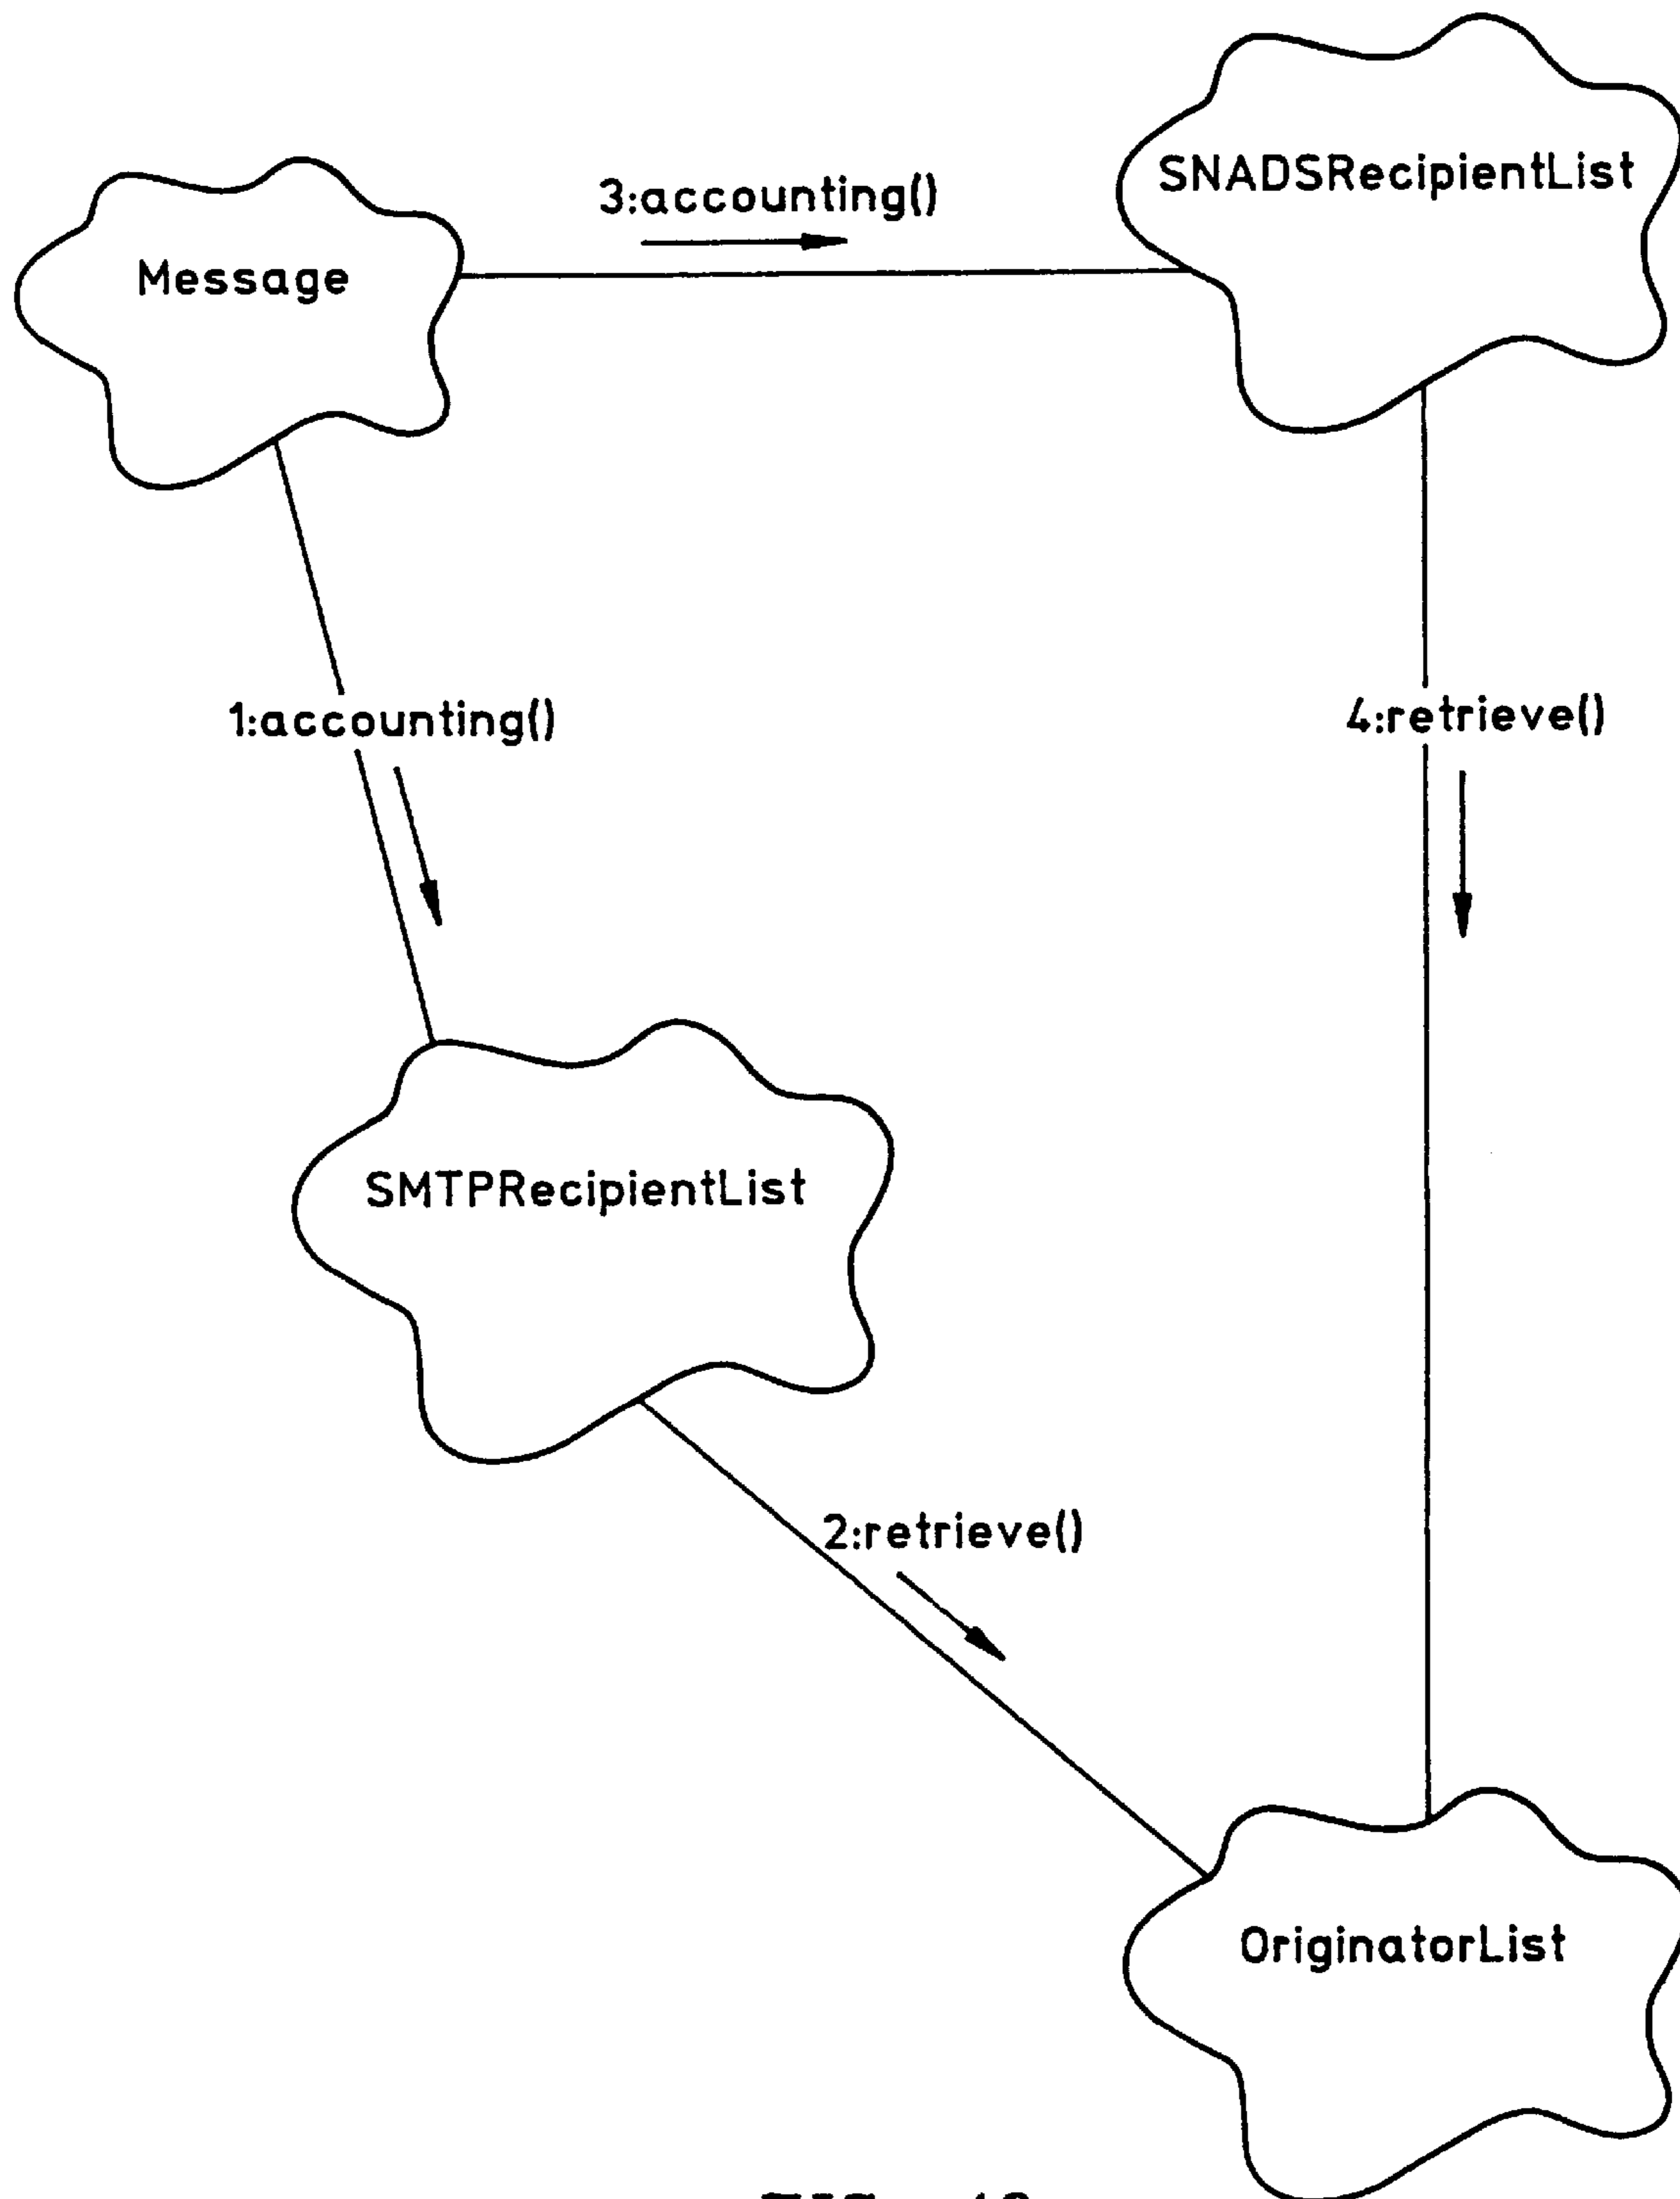 SNADSRecipientList
3:accounting()
Message
1:accounting()
4:retrieve()
SMTPRecipientList
2:retrieve()
OriginatorList